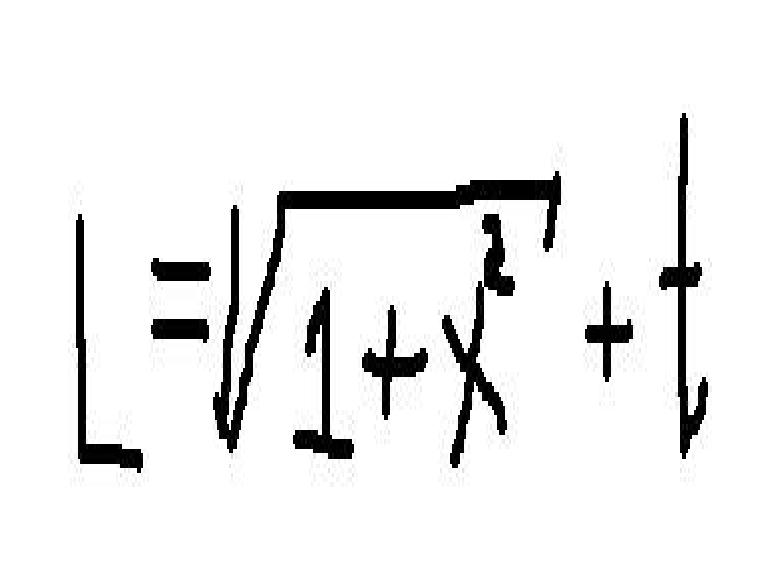 L = √(1 + x²) + t